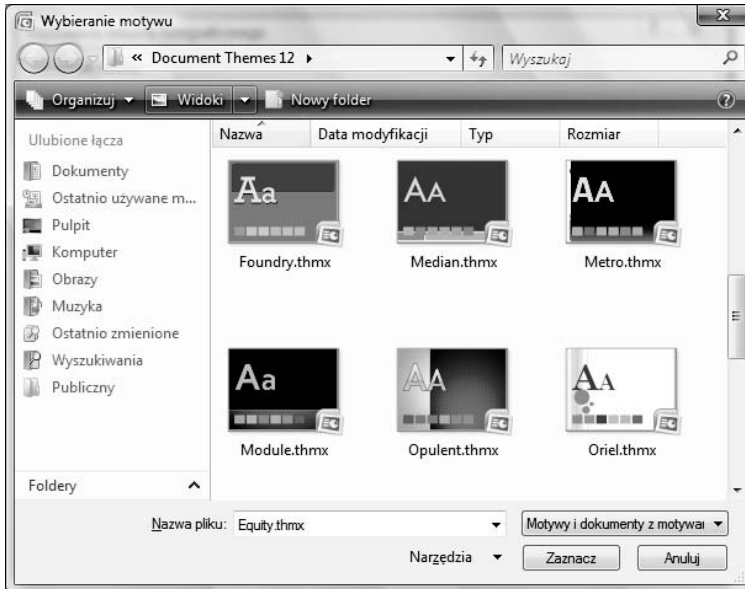 Wybieranie motywu
« Document Themes 12
Wyszukaj
Organizuj
Widoki
Nowy folder
Ulubione łącza
Dokumenty
Ostatnio używane m...
Pulpit
Komputer
Obrazy
Muzyka
Ostatnio zmienione
Wyszukiwania
Publiczny
Foldery
Nazwa Data modyfikacji Typ Rozmiar
Aa AA AA
Foundry.thmx Median.thmx Metro.thmx
Aa AA AA
Module.thmx Opulent.thmx Oriel.thmx
Nazwa pliku: Equity.thmx
Motywy i dokumenty z motywai
Narzędzia Zaznacz Anuluj